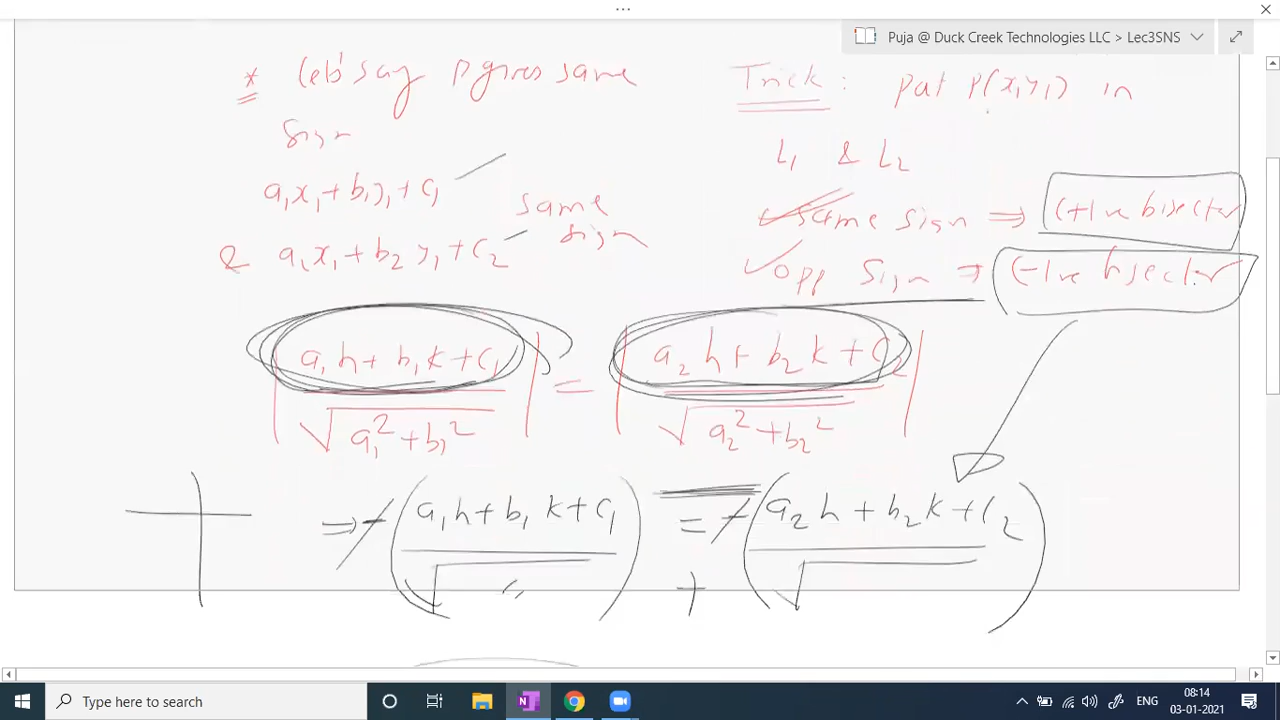 ...
Puja @ Duck Creek Technologies LLC > Lec3SNS
* let's say P gives same
sign
a₁x₁ + b₁y₁ + c₁
& a₁x₁ + b₂y₁ + c₂
same
sign
Trick : put P(x₁y₁) in
L₁ & L₂
same sign ⇒ (+)ve bisector
opp sign ⇒ (-)ve bisector
|a₁h + b₁k + c₁ / √a₁² + b₁²| = |a₂h + b₂k + c₂ / √a₂² + b₂²|
⇒ - (a₁h + b₁k + c₁ / √ ") = - (a₂h + b₂k + c₂ / √ )
+
Type here to search
ENG
08:14
03-01-2021